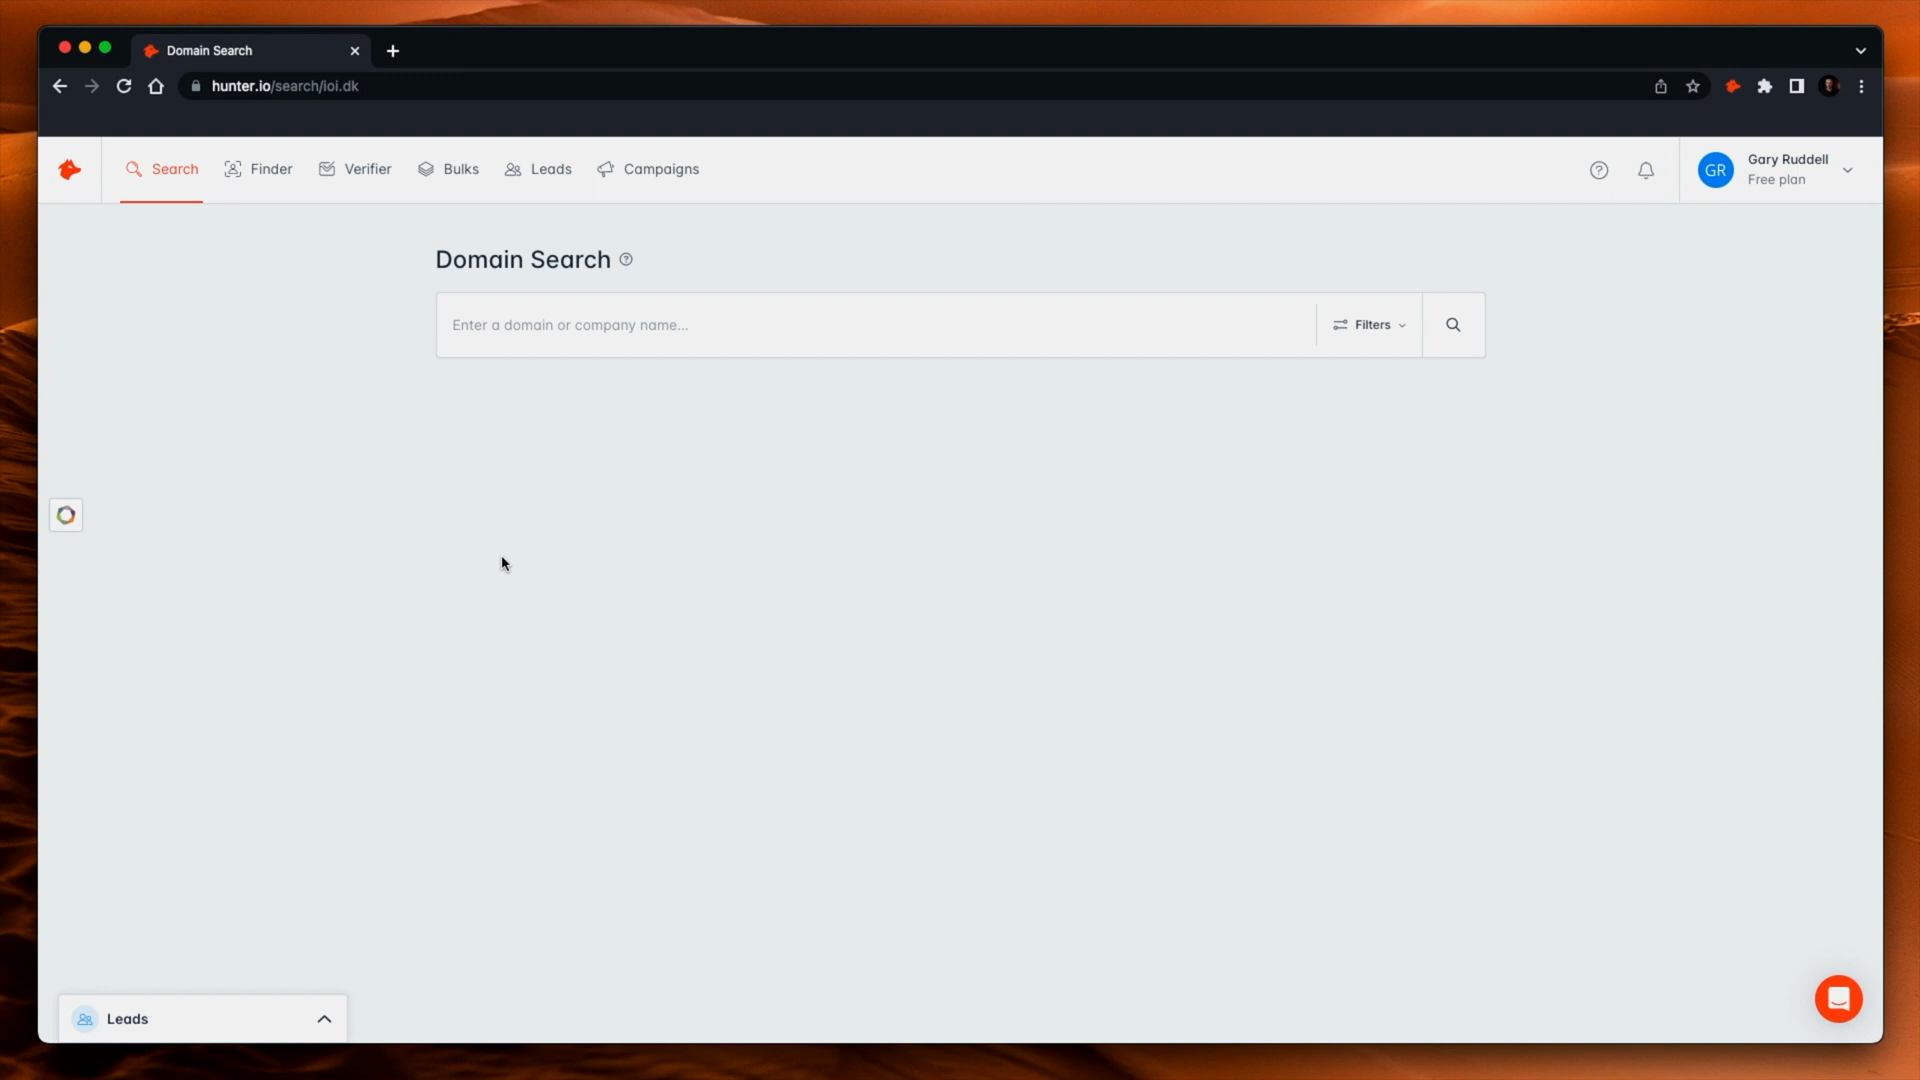 Domain Search
hunter.io/search/ioi.dk
Search
Finder
Verifier
Bulks
Leads
Campaigns
GR
Gary Ruddell
Free plan
Domain Search
Enter a domain or company name...
Filters
Leads